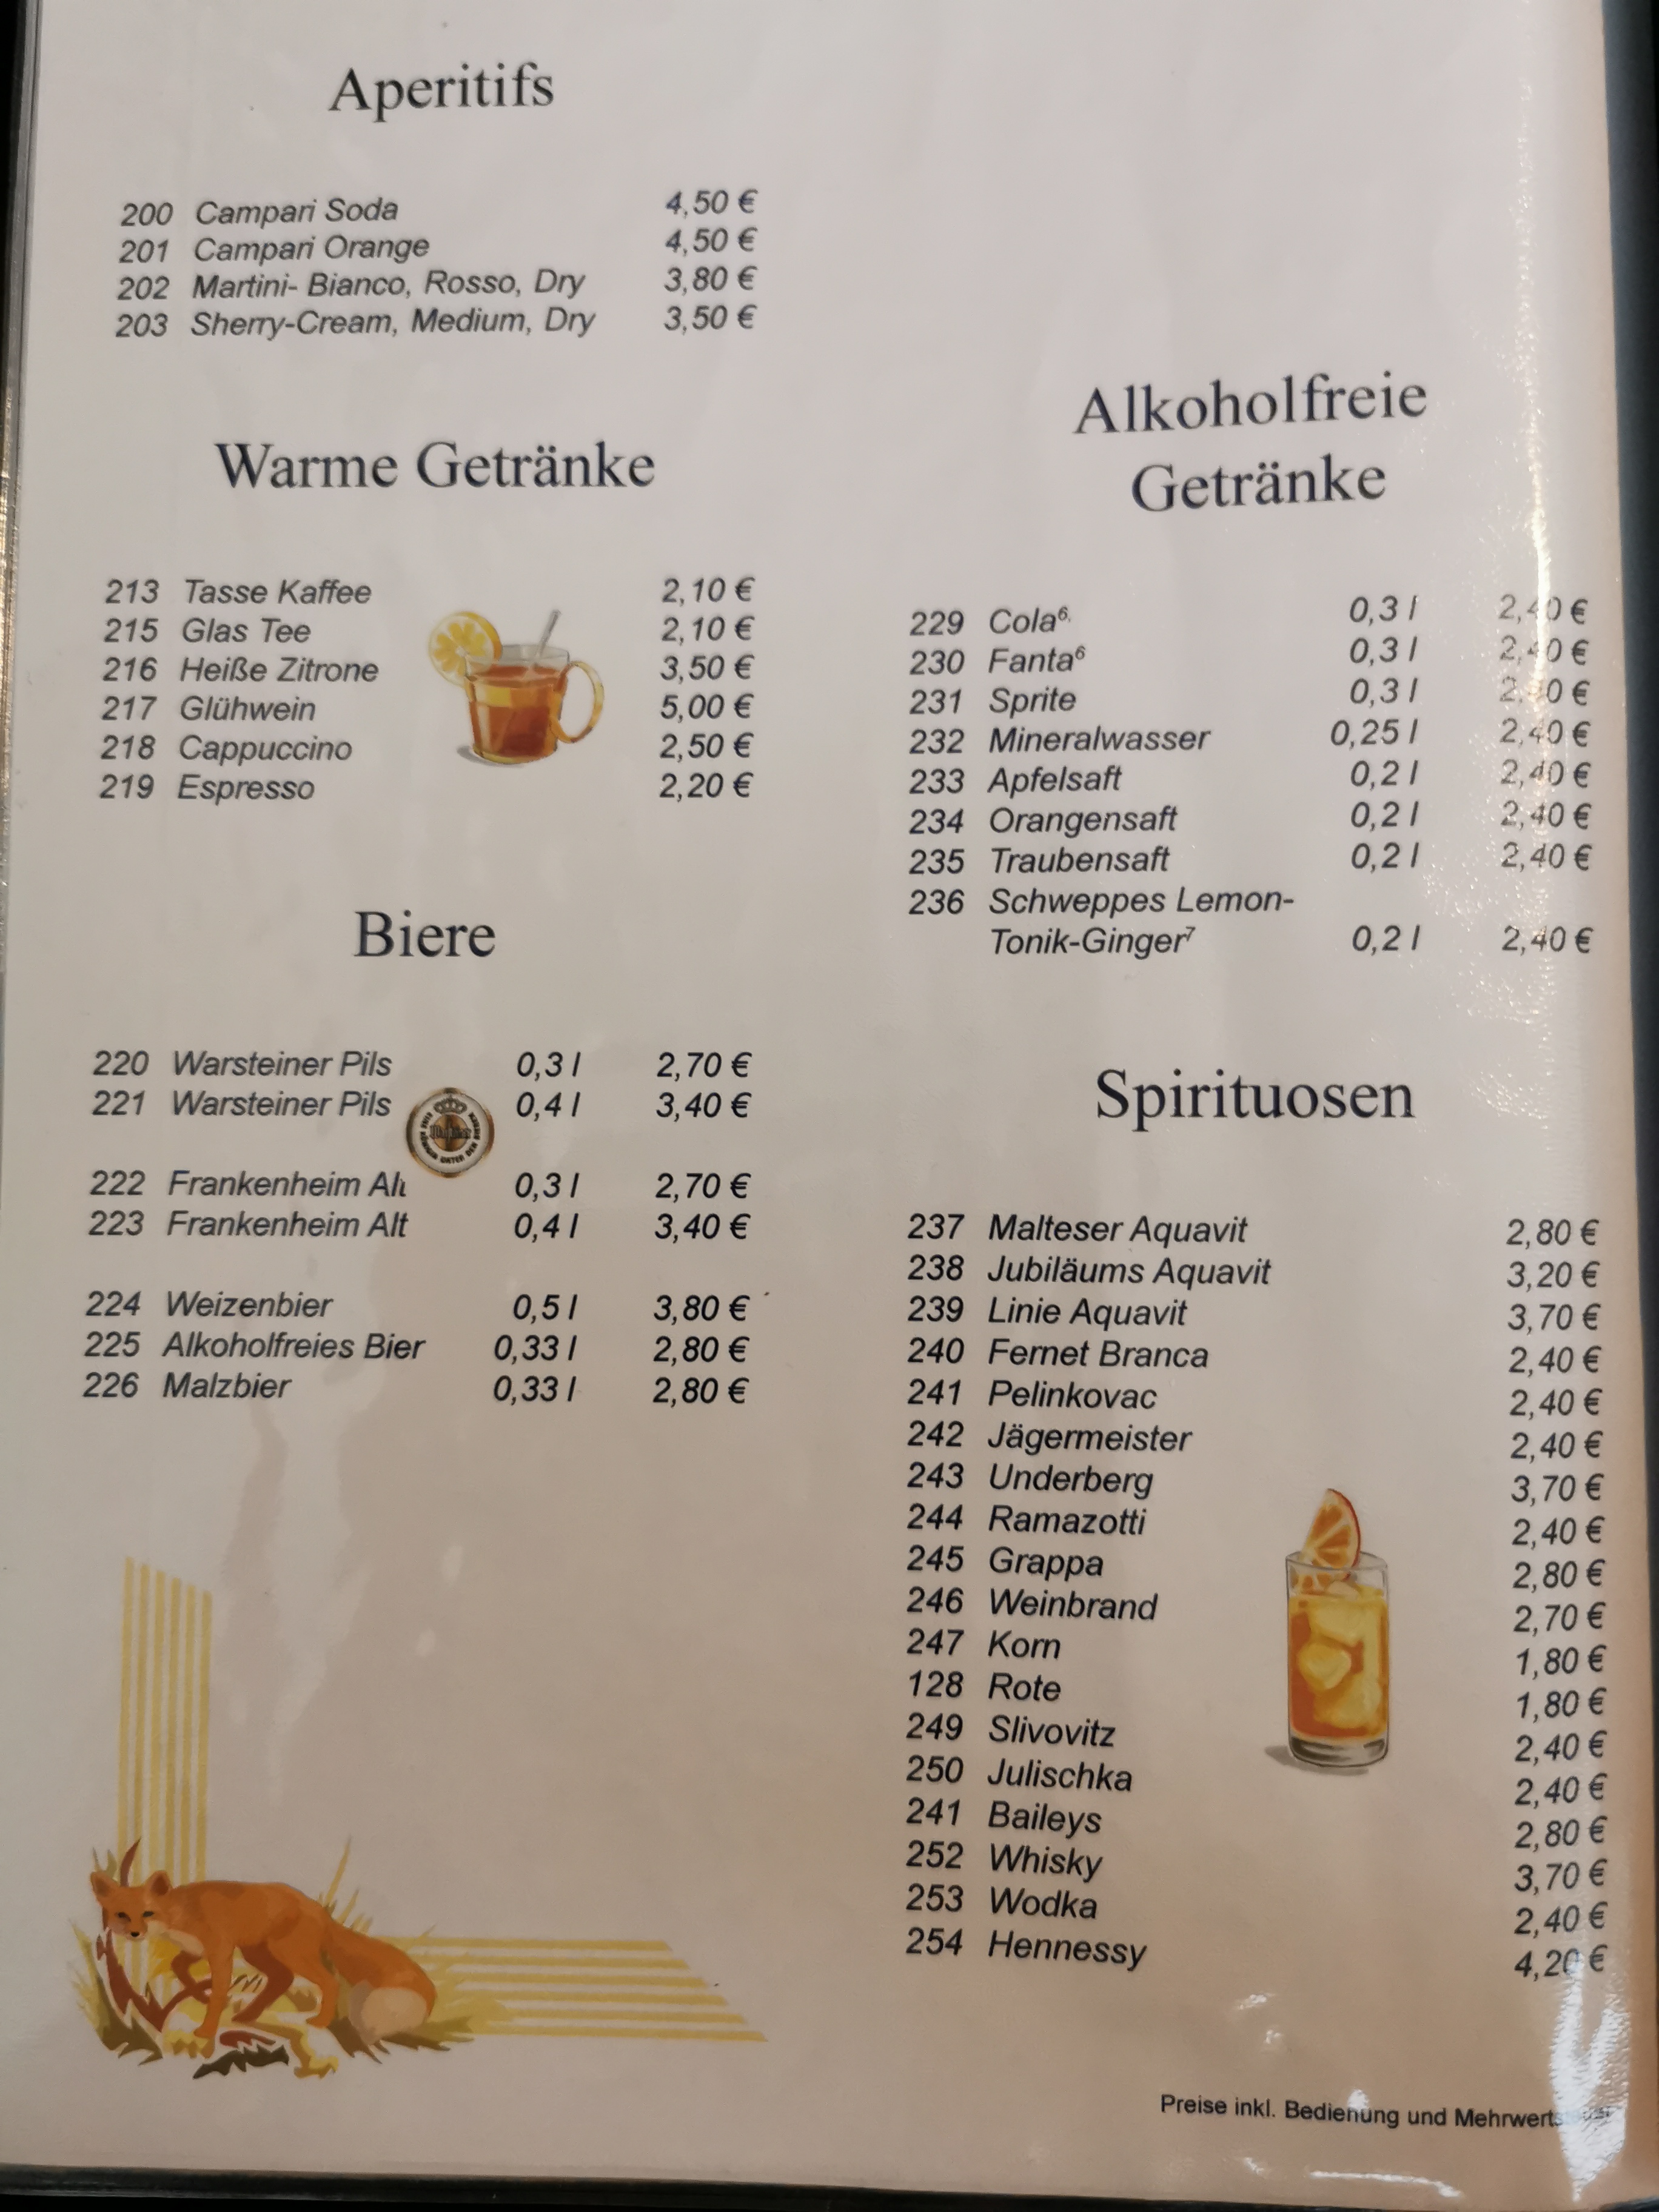 Aperitifs
200 Campari Soda 4,50 €
201 Campari Orange 4,50 €
202 Martini- Bianco, Rosso, Dry 3,80 €
203 Sherry-Cream, Medium, Dry 3,50 €
Warme Getränke
213 Tasse Kaffee 2,10 €
215 Glas Tee 2,10 €
216 Heiße Zitrone 3,50 €
217 Glühwein 5,00 €
218 Cappuccino 2,50 €
219 Espresso 2,20 €
Biere
220 Warsteiner Pils 0,3 l 2,70 €
221 Warsteiner Pils 0,4 l 3,40 €
222 Frankenheim Alt 0,3 l 2,70 €
223 Frankenheim Alt 0,4 l 3,40 €
224 Weizenbier 0,5 l 3,80 €
225 Alkoholfreies Bier 0,33 l 2,80 €
226 Malzbier 0,33 l 2,80 €
Alkoholfreie
Getränke
229 Cola⁶· 0,3 l 2,40 €
230 Fanta⁶ 0,3 l 2,40 €
231 Sprite 0,3 l 2,40 €
232 Mineralwasser 0,25 l 2,40 €
233 Apfelsaft 0,2 l 2,40 €
234 Orangensaft 0,2 l 2,40 €
235 Traubensaft 0,2 l 2,40 €
236 Schweppes Lemon-
Tonik-Ginger⁷ 0,2 l 2,40 €
Spirituosen
237 Malteser Aquavit 2,80 €
238 Jubiläums Aquavit 3,20 €
239 Linie Aquavit 3,70 €
240 Fernet Branca 2,40 €
241 Pelinkovac 2,40 €
242 Jägermeister 2,40 €
243 Underberg 3,70 €
244 Ramazotti 2,40 €
245 Grappa 2,80 €
246 Weinbrand 2,70 €
247 Korn 1,80 €
128 Rote 1,80 €
249 Slivovitz 2,40 €
250 Julischka 2,40 €
241 Baileys 2,80 €
252 Whisky 3,70 €
253 Wodka 2,40 €
254 Hennessy 4,20 €
Preise inkl. Bedienung und Mehrwertsteuer